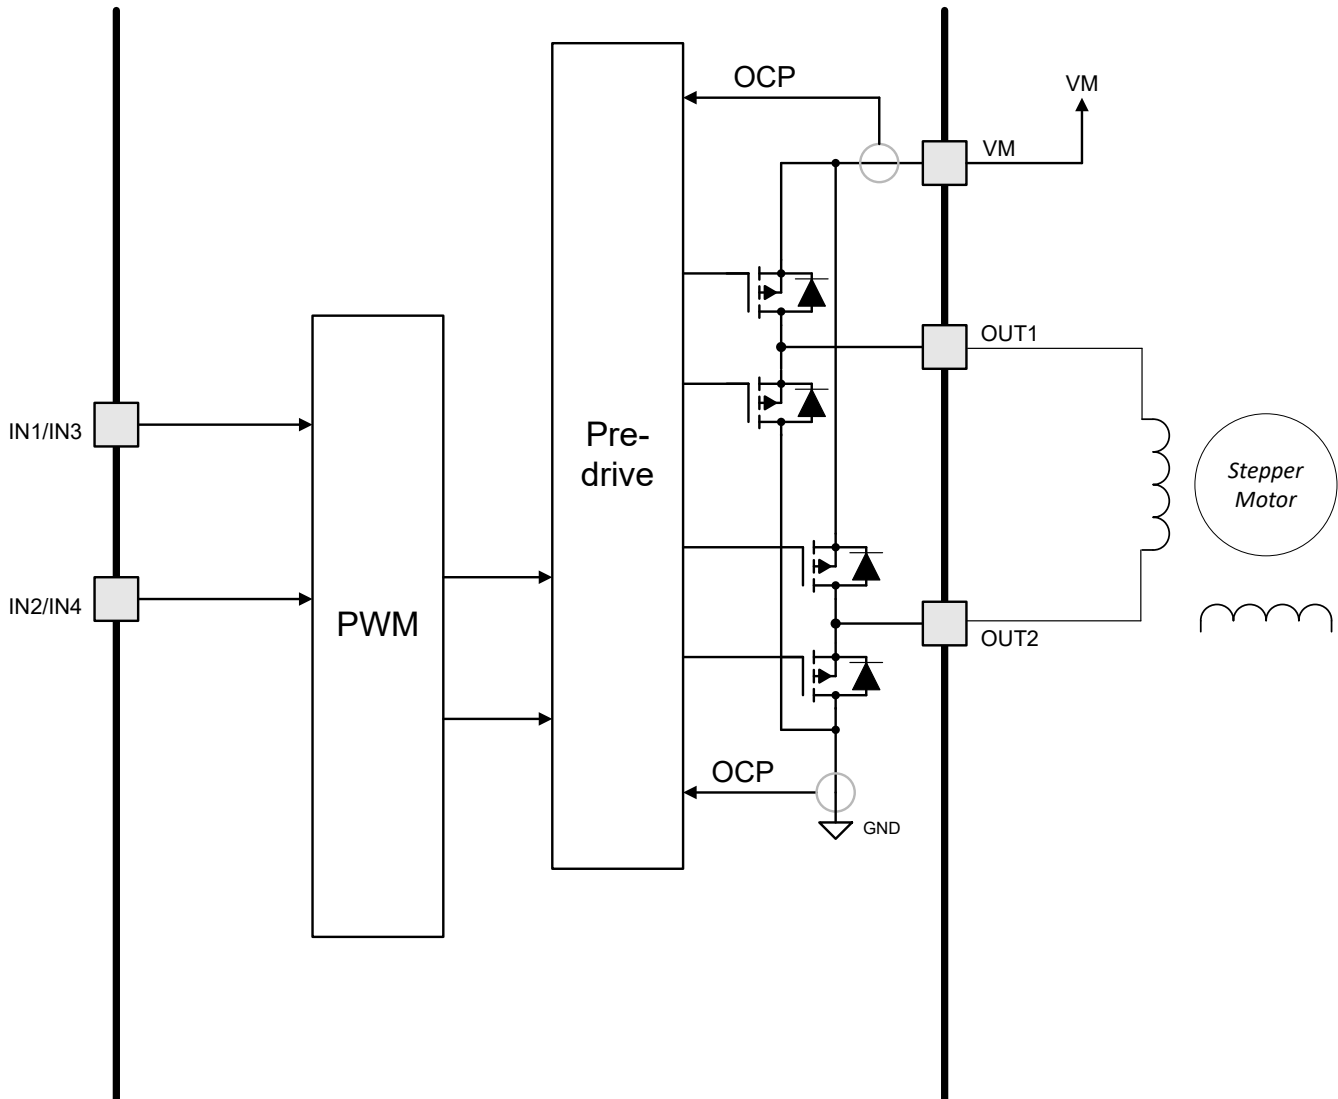 OCP
VM
VM
OUT1
IN1/IN3
Pre-
drive
Stepper
Motor
IN2/IN4
PWM
OUT2
OCP
GND